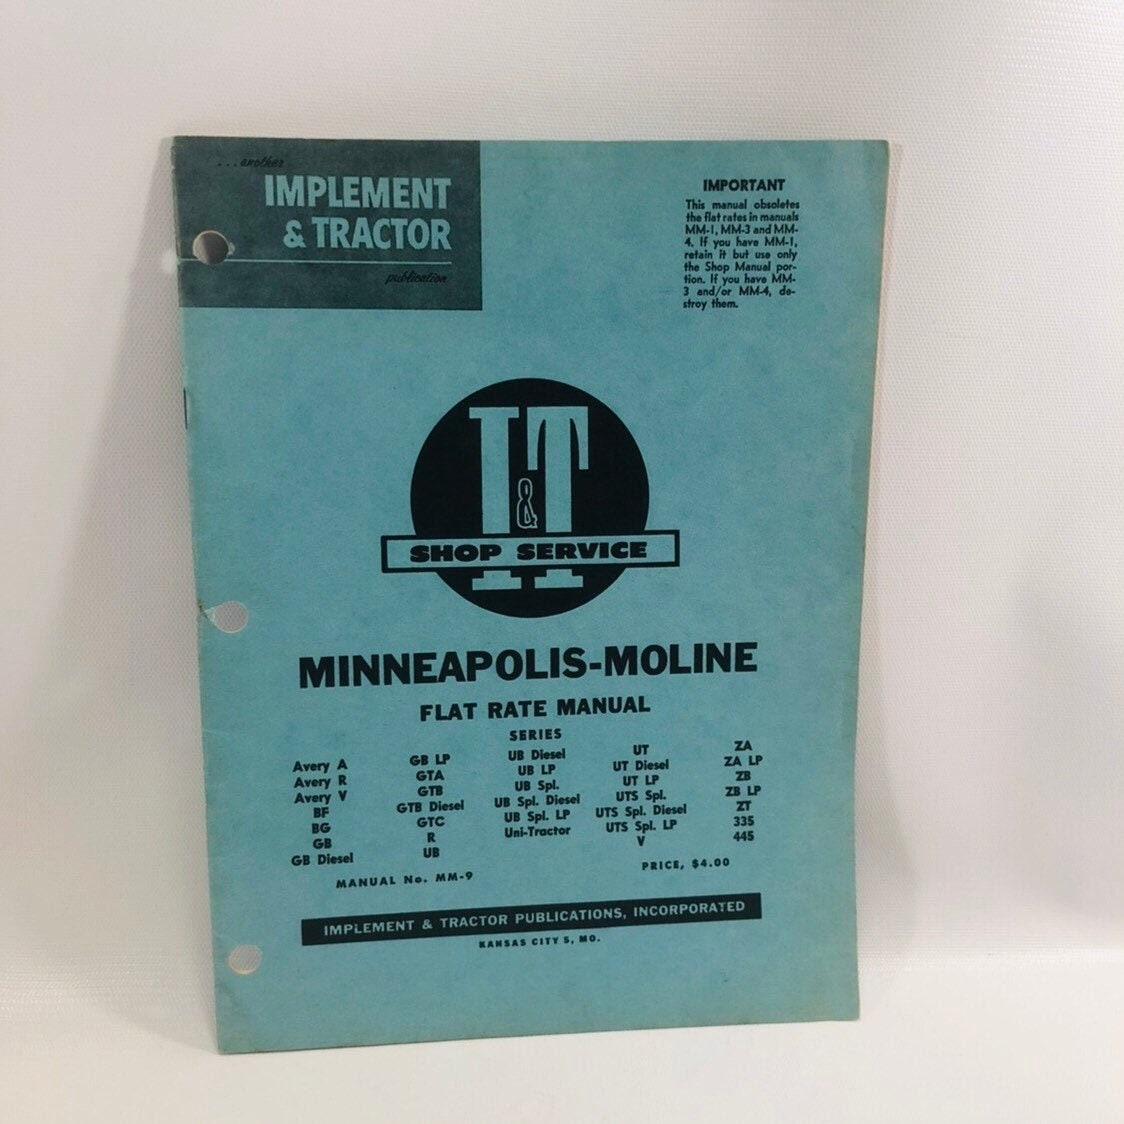 ...another
IMPLEMENT
& TRACTOR
publication
IMPORTANT
This manual obsoletes
the flat rates in manuals
MM-1, MM-3 and MM-
4. If you have MM-1,
retain it but use only
the Shop Manual por-
tion. If you have MM-
3 and/or MM-4, de-
stroy them.
I&T
SHOP SERVICE
MINNEAPOLIS-MOLINE
FLAT RATE MANUAL
SERIES
Avery A
Avery R
Avery V
BF
BG
GB
GB Diesel
GB LP
GTA
GTB
GTB Diesel
GTC
R
UB
UB Diesel
UB LP
UB Spl.
UB Spl. Diesel
UB Spl. LP
Uni-Tractor
UT
UT Diesel
UT LP
UTS Spl.
UTS Spl. Diesel
UTS Spl. LP
V
ZA
ZA LP
ZB
ZB LP
ZT
335
445
MANUAL No. MM-9
PRICE, $4.00
IMPLEMENT & TRACTOR PUBLICATIONS, INCORPORATED
KANSAS CITY 5, MO.